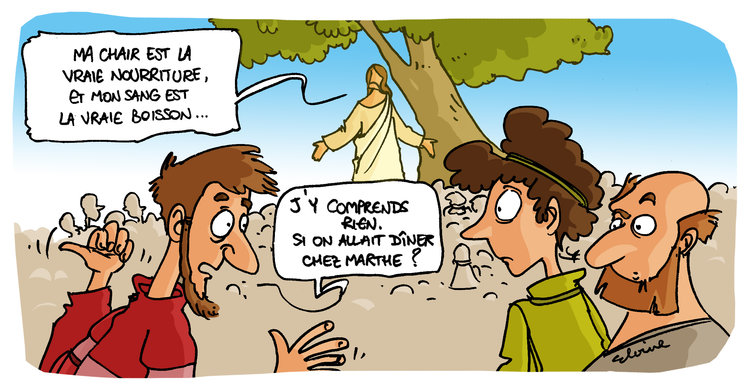 MA CHAIR EST LA
VRAIE NOURRITURE,
ET MON SANG EST
LA VRAIE BOISSON...
J'Y COMPRENDS
RIEN.
SI ON ALLAIT DÎNER
CHEZ MARTHE ?